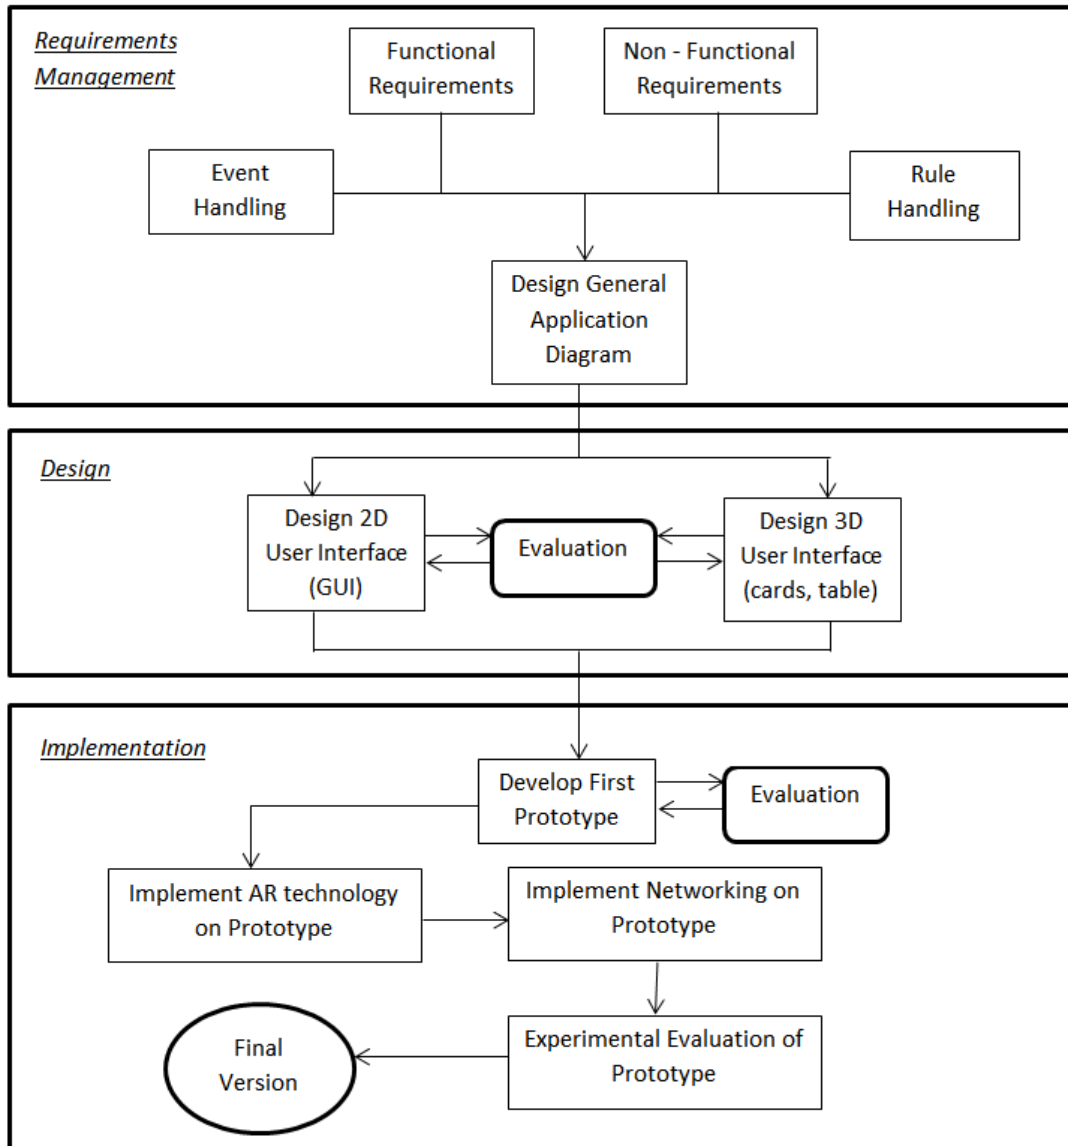 Requirements
Management
Functional
Requirements
Non - Functional
Requirements
Event
Handling
Rule
Handling
Design General
Application
Diagram
Design
Design 2D
User Interface
(GUI)
Evaluation
Design 3D
User Interface
(cards, table)
Implementation
Develop First
Prototype
Evaluation
Implement AR technology
on Prototype
Implement Networking on
Prototype
Experimental Evaluation of
Prototype
Final
Version